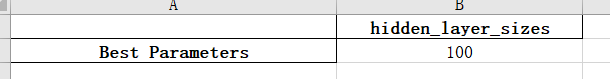 A B
hidden_layer_sizes
Best Parameters 100